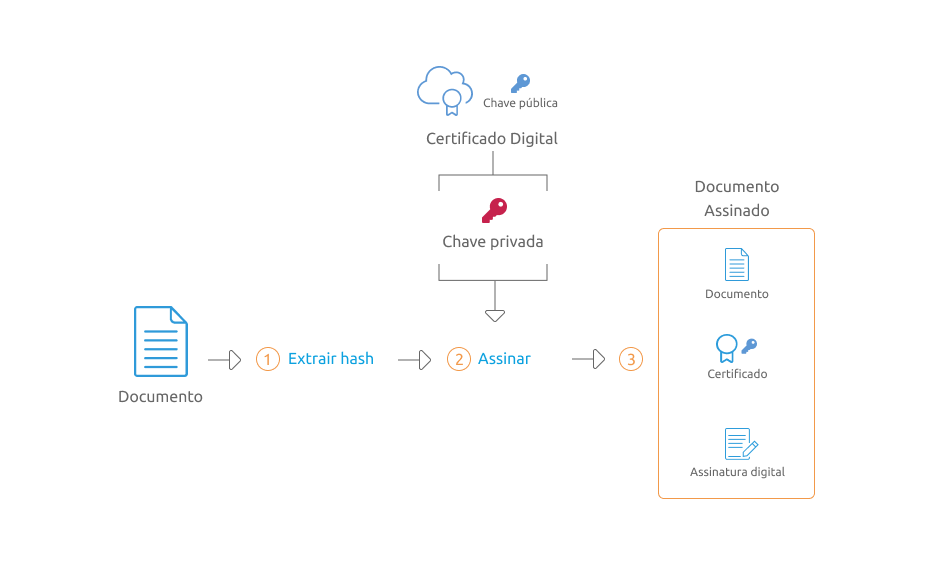 Chave pública
Certificado Digital
Chave privada
Documento
1 Extrair hash
2 Assinar
3
Documento
Assinado
Documento
Certificado
Assinatura digital